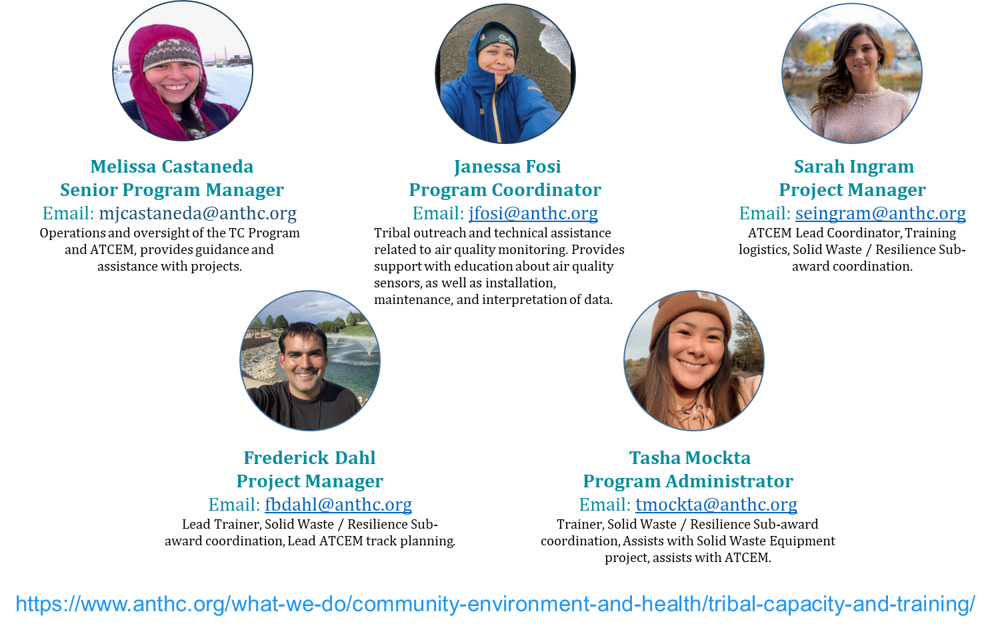 Melissa Castaneda
Senior Program Manager
Email: mjcastaneda@anthc.org
Operations and oversight of the TC Program
and ATCEM, provides guidance and
assistance with projects.
Janessa Fosi
Program Coordinator
Email: jfosi@anthc.org
Tribal outreach and technical assistance
related to air quality monitoring. Provides
support with education about air quality
sensors, as well as installation,
maintenance, and interpretation of data.
Sarah Ingram
Project Manager
Email: seingram@anthc.org
ATCEM Lead Coordinator, Training
logistics, Solid Waste / Resilience Sub-
award coordination.
Frederick Dahl
Project Manager
Email: fbdahl@anthc.org
Lead Trainer, Solid Waste / Resilience Sub-
award coordination, Lead ATCEM track planning.
Tasha Mockta
Program Administrator
Email: tmockta@anthc.org
Trainer, Solid Waste / Resilience Sub-award
coordination, Assists with Solid Waste Equipment
project, assists with ATCEM.
https://www.anthc.org/what-we-do/community-environment-and-health/tribal-capacity-and-training/